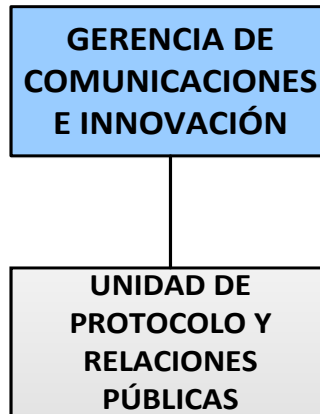 GERENCIA DE
COMUNICACIONES
E INNOVACIÓN
UNIDAD DE
PROTOCOLO Y
RELACIONES
PÚBLICAS